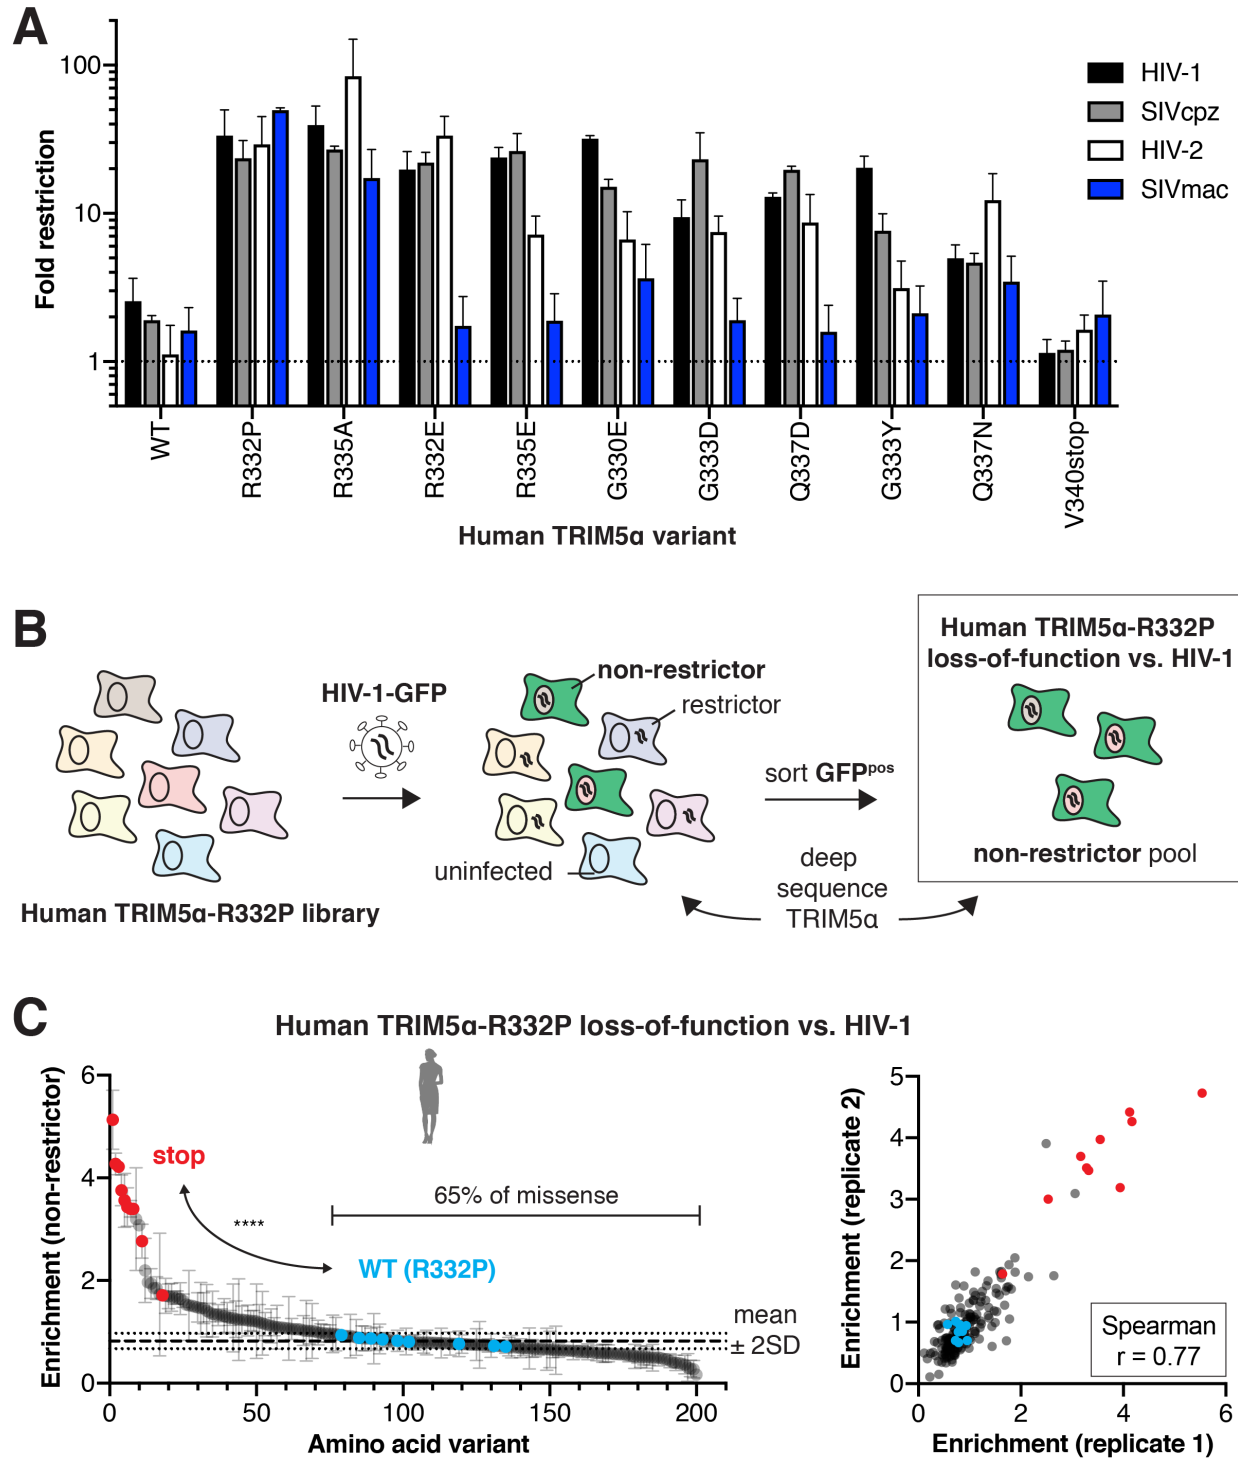 A
Fold restriction
100
10
1
HIV-1
SIVcpz
HIV-2
SIVmac
WT
R332P
R335A
R332E
R335E
G330E
G333D
Q337D
G333Y
Q337N
V340stop
Human TRIM5α variant
B
Human TRIM5α-R332P library
HIV-1-GFP
non-restrictor
restrictor
uninfected
sort GFPpos
deep
sequence
TRIM5α
Human TRIM5α-R332P
loss-of-function vs. HIV-1
non-restrictor pool
C
Human TRIM5α-R332P loss-of-function vs. HIV-1
Enrichment (non-restrictor)
6
4
2
0
stop
****
65% of missense
WT (R332P)
mean
± 2SD
0
50
100
150
200
Amino acid variant
Enrichment (replicate 2)
5
4
3
2
1
0
Spearman
r = 0.77
0
2
4
6
Enrichment (replicate 1)